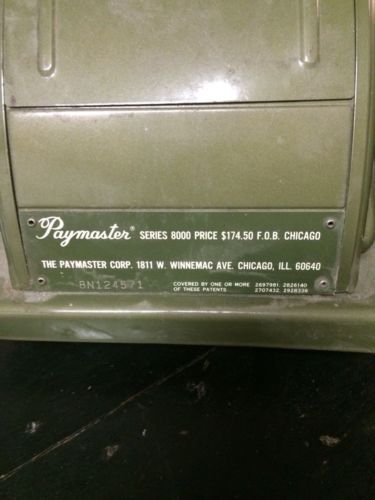 Paymaster® SERIES 8000 PRICE $174.50 F.O.B. CHICAGO
THE PAYMASTER CORP. 1811 W. WINNEMAC AVE. CHICAGO, ILL. 60640
BN124571 COVERED BY ONE OR MORE 2697981, 2826140
OF THESE PATENTS 2707432, 2928339